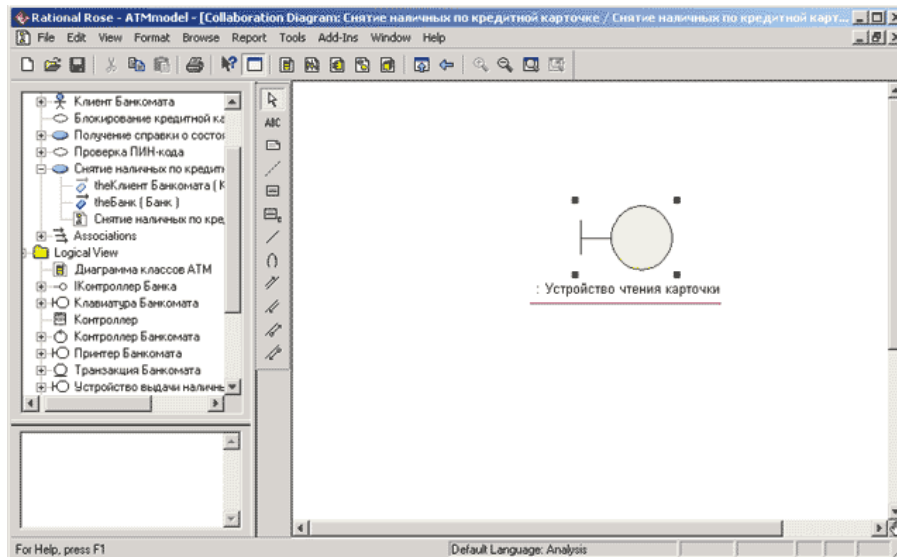 Rational Rose - ATMmodel - [Collaboration Diagram: Снятие наличных по кредитной карточке / Снятие наличных по кредитной карт...
File Edit View Format Browse Report Tools Add-Ins Window Help
Клиент Банкомата
Блокирование кредитной ка
Получение справки о состоя
Проверка ПИН-кода
Снятие наличных по кредитн
theКлиент Банкомата ( К
theБанк ( Банк )
Снятие наличных по кре,
Associations
Logical View
Диаграмма классов ATM
IКонтроллер Банка
Клавиатура Банкомата
Контроллер
Контроллер Банкомата
Принтер Банкомата
Транзакция Банкомата
Устройство выдачи наличнь
ABC
: Устройство чтения карточки
For Help, press F1
Default Language: Analysis